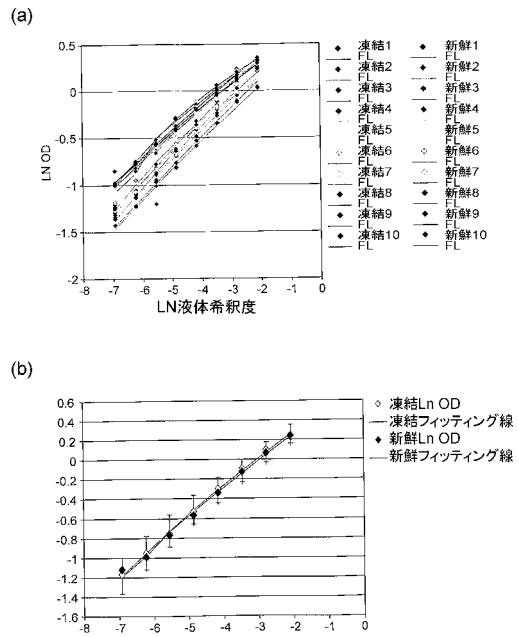 (a)
0.5
0
-0.5
-1
-1.5
-2
LN OD
-8 -7 -6 -5 -4 -3 -2 -1 0
LN液体希釈度
凍結1 新鮮1
FL FL
凍結2 新鮮2
FL FL
凍結3 新鮮3
FL FL
凍結4 新鮮4
FL FL
凍結5 新鮮5
FL FL
凍結6 新鮮6
FL FL
凍結7 新鮮7
FL FL
凍結8 新鮮8
FL FL
凍結9 新鮮9
FL FL
凍結10 新鮮10
FL FL
(b)
0.6
0.4
0.2
0
-0.2
-0.4
-0.6
-0.8
-1
-1.2
-1.4
-1.6
-8 -7 -6 -5 -4 -3 -2 -1 0
凍結Ln OD
凍結フィッティング線
新鮮Ln OD
新鮮フィッティング線